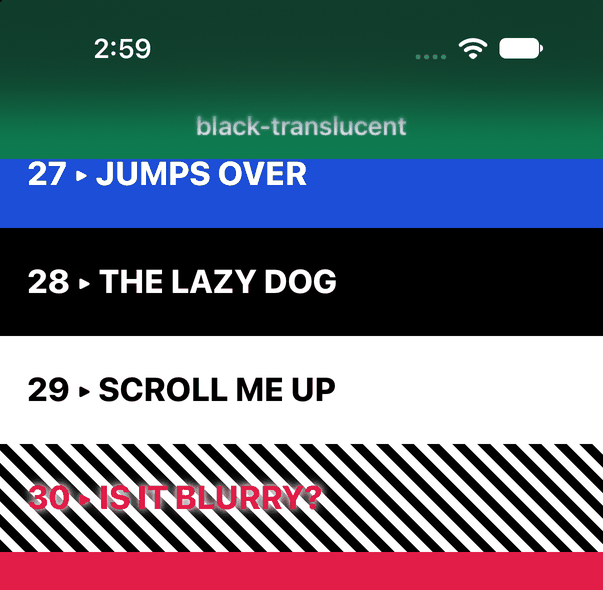 2:59
black-translucent
27 ▸ JUMPS OVER
28 ▸ THE LAZY DOG
29 ▸ SCROLL ME UP
30 ▸ IS IT BLURRY?